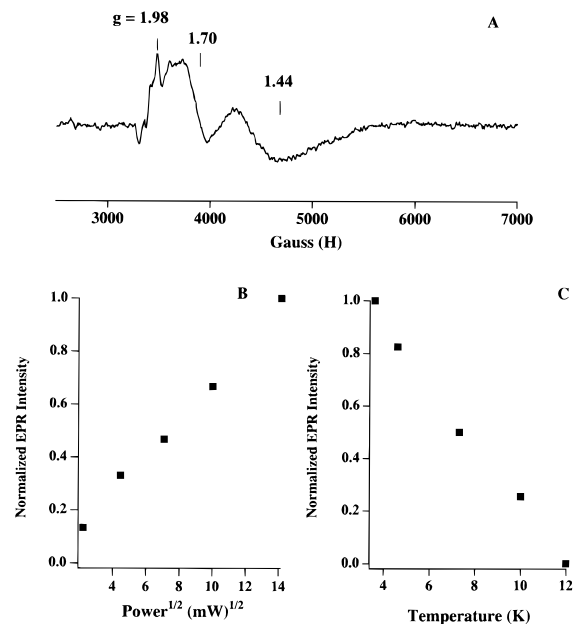 g = 1.98
1.70
A
1.44
3000 4000 5000 6000 7000
Gauss (H)
B
Normalized EPR Intensity
1.0
0.8
0.6
0.4
0.2
0.0
4 6 8 10 12 14
Power1/2 (mW)1/2
C
Normalized EPR Intensity
1.0
0.8
0.6
0.4
0.2
0.0
4 6 8 10 12
Temperature (K)